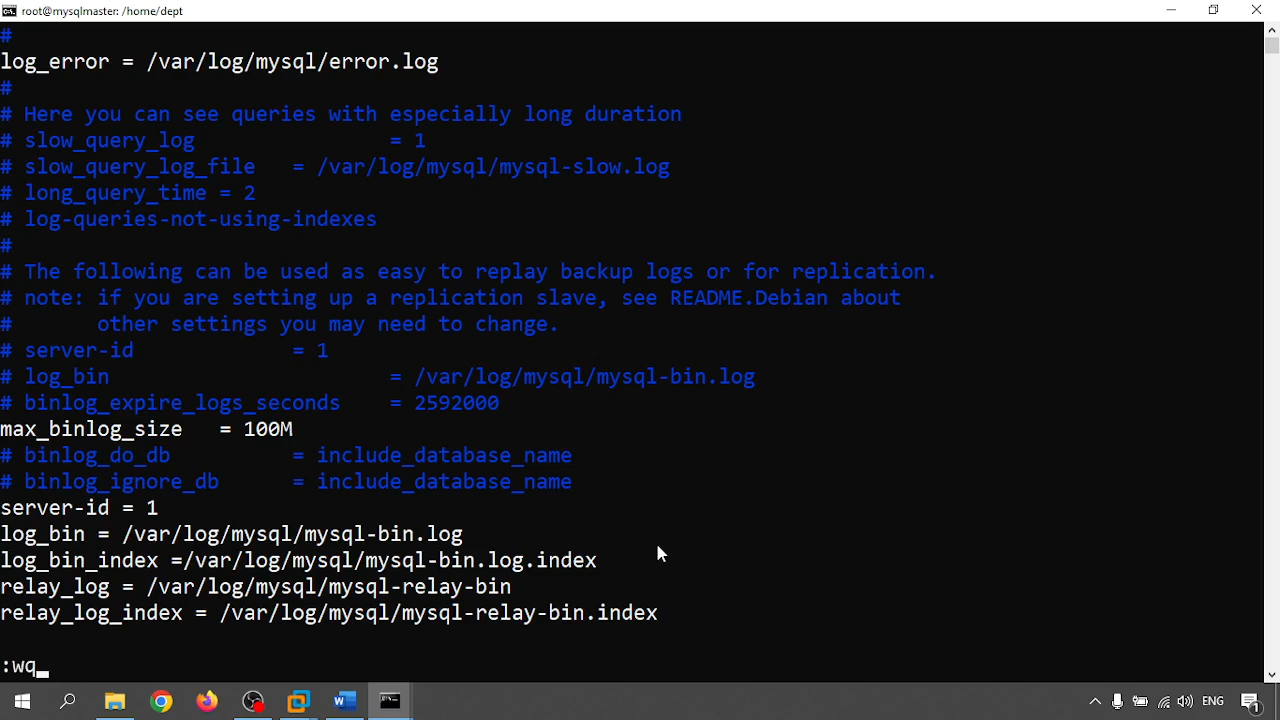 root@mysqlmaster: /home/dept
#
log_error = /var/log/mysql/error.log
#
# Here you can see queries with especially long duration
# slow_query_log                = 1
# slow_query_log_file   = /var/log/mysql/mysql-slow.log
# long_query_time = 2
# log-queries-not-using-indexes
#
# The following can be used as easy to replay backup logs or for replication.
# note: if you are setting up a replication slave, see README.Debian about
#       other settings you may need to change.
# server-id             = 1
# log_bin                       = /var/log/mysql/mysql-bin.log
# binlog_expire_logs_seconds    = 2592000
max_binlog_size   = 100M
# binlog_do_db          = include_database_name
# binlog_ignore_db      = include_database_name
server-id = 1
log_bin = /var/log/mysql/mysql-bin.log
log_bin_index =/var/log/mysql/mysql-bin.log.index
relay_log = /var/log/mysql/mysql-relay-bin
relay_log_index = /var/log/mysql/mysql-relay-bin.index
:wq
ENG
1